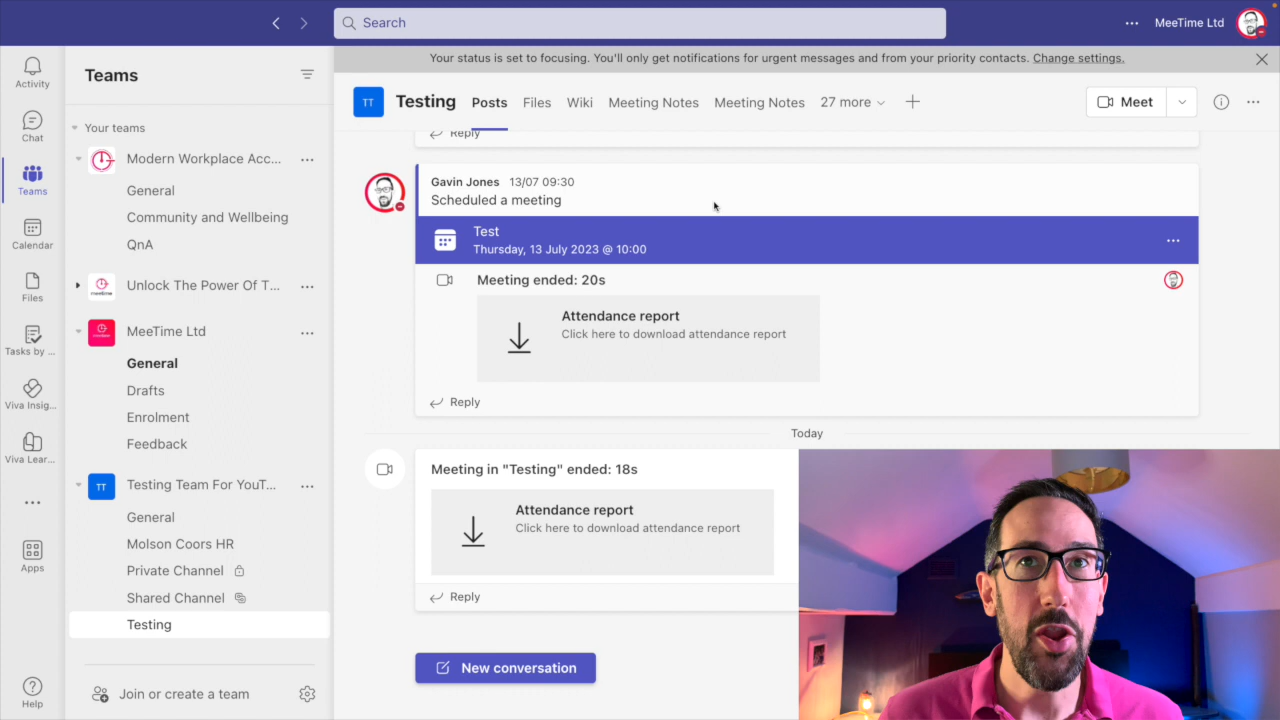 Search
MeeTime Ltd
Your status is set to focusing. You'll only get notifications for urgent messages and from your priority contacts. Change settings.
Activity
Chat
Teams
Calendar
Files
Tasks by ...
Viva Insig...
Viva Lear...
Apps
Help
Teams
Your teams
Modern Workplace Acc...
General
Community and Wellbeing
QnA
Unlock The Power Of T...
MeeTime Ltd
General
Drafts
Enrolment
Feedback
TT
Testing Team For YouT...
General
Molson Coors HR
Private Channel
Shared Channel
Testing
Join or create a team
TT
Testing
Posts
Files
Wiki
Meeting Notes
Meeting Notes
27 more
Meet
Reply
Gavin Jones 13/07 09:30
Scheduled a meeting
Test
Thursday, 13 July 2023 @ 10:00
Meeting ended: 20s
Attendance report
Click here to download attendance report
Reply
Today
Meeting in "Testing" ended: 18s
Attendance report
Click here to download attendance report
Reply
New conversation